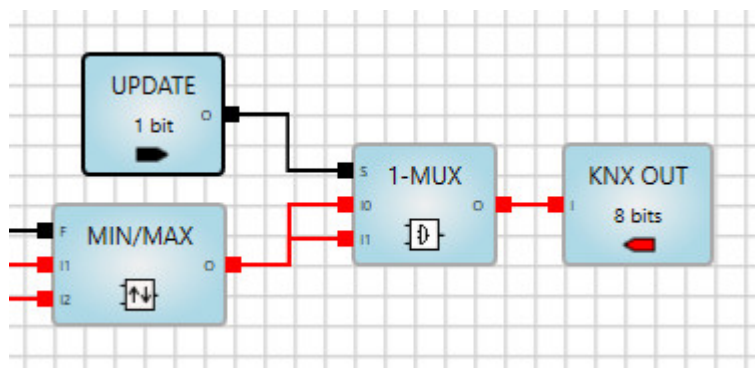 UPDATE
1 bit
O
S
1-MUX
I0
O
I1
KNX OUT
I
8 bits
F
MIN/MAX
I1
O
I2